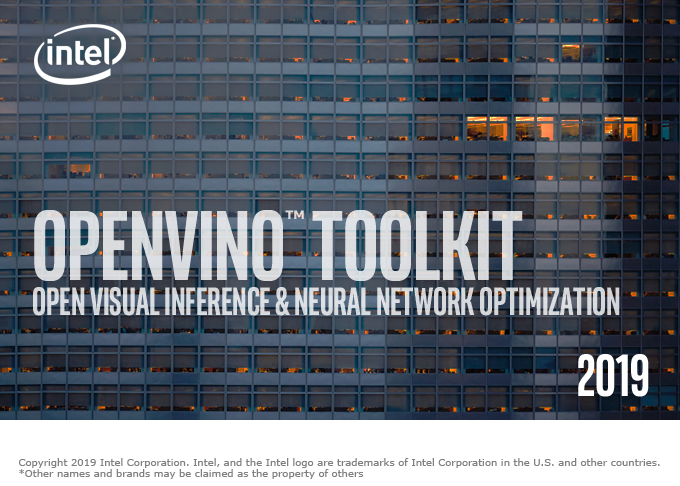 intel
OPENVINO™ TOOLKIT
OPEN VISUAL INFERENCE & NEURAL NETWORK OPTIMIZATION
2019
Copyright 2019 Intel Corporation. Intel, and the Intel logo are trademarks of Intel Corporation in the U.S. and other countries.
*Other names and brands may be claimed as the property of others